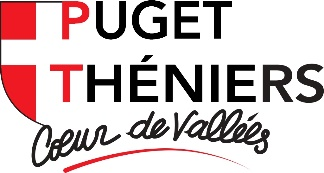 PUGET
THÉNIERS
Cœur de Vallées